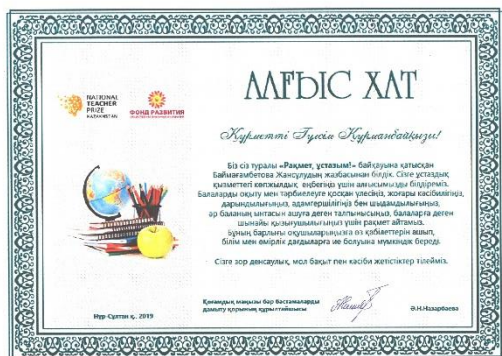 NATIONAL
TEACHER
PRIZE
KAZAKHSTAN
ФОНД РАЗВИТИЯ
АЛҒЫС ХАТ
Құрметті Гүлсім Құрманбайқызы!
Біз сіз туралы «Рақмет, ұстазым!» байқауына қатысқан
Баймағамбетова Жансұлудың жазбасынан білдік. Сізге ұстаздық
қызметтегі көпжылдық еңбегіңіз үшін алғысымызды білдіреміз.
Балаларды оқыту мен тәрбиелеуге қосқан үлесіңіз, жоғары кәсібилігіңіз,
дарындылығыңыз, адамгершілігіңіз бен шыдамдылығыңыз,
әр баланың ынтасын ашуға деген талпынысыңыз, балаларға деген
шынайы қызығушылығыңыз үшін рақмет айтамыз.
Бұның барлығы оқушыларыңызға өз қабілеттерін ашып,
білім мен өмірлік дағдыларға ие болуына мүмкіндік береді.
Сізге зор денсаулық, мол бақыт пен кәсіби жетістіктер тілейміз.
Қоғамдық маңызы бар бастамаларды
дамыту қорының құрылтайшысы
Ә.Н.Назарбаева
Нұр-Сұлтан қ., 2019